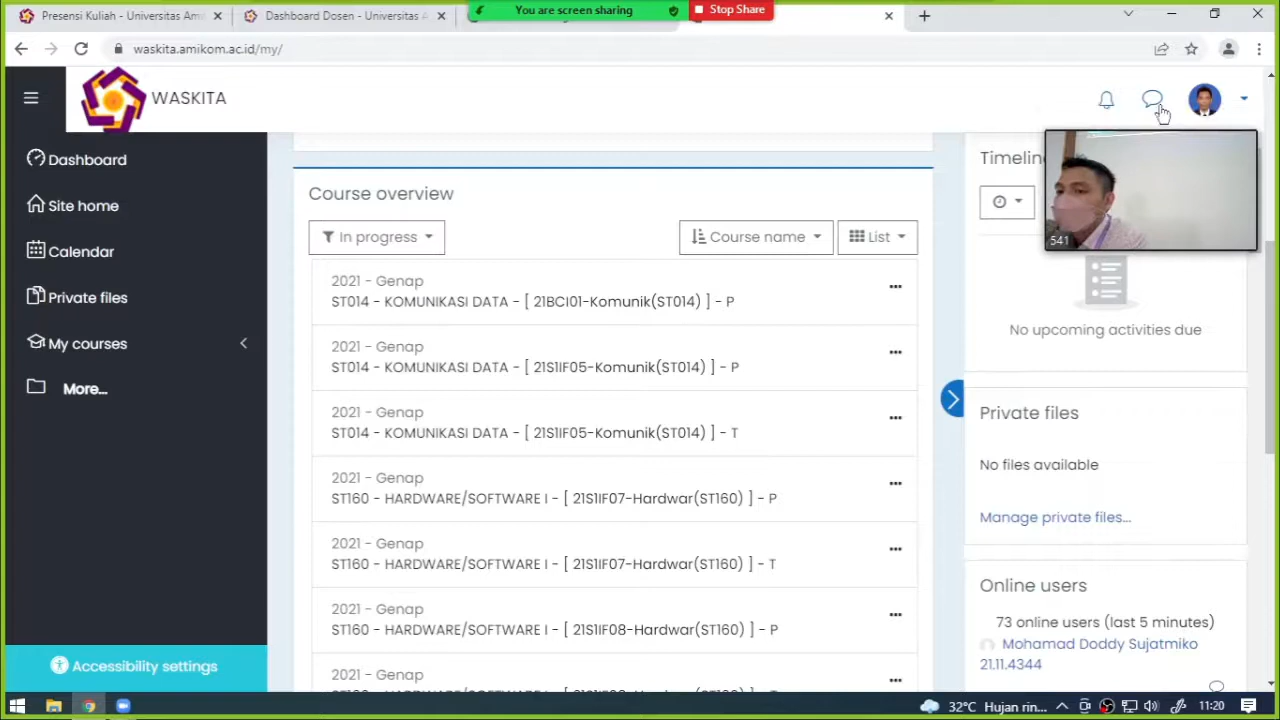 Presensi Kuliah - Universitas Ami
Dashboard Dosen - Universitas A
You are screen sharing
Stop Share
waskita.amikom.ac.id/my/
WASKITA
Dashboard
Site home
Calendar
Private files
My courses
More...
Accessibility settings
Course overview
In progress
Course name
List
2021 - Genap
ST014 - KOMUNIKASI DATA - [ 21BCI01-Komunik(ST014) ] - P
2021 - Genap
ST014 - KOMUNIKASI DATA - [ 21S1IF05-Komunik(ST014) ] - P
2021 - Genap
ST014 - KOMUNIKASI DATA - [ 21S1IF05-Komunik(ST014) ] - T
2021 - Genap
ST160 - HARDWARE/SOFTWARE I - [ 21S1IF07-Hardwar(ST160) ] - P
2021 - Genap
ST160 - HARDWARE/SOFTWARE I - [ 21S1IF07-Hardwar(ST160) ] - T
2021 - Genap
ST160 - HARDWARE/SOFTWARE I - [ 21S1IF08-Hardwar(ST160) ] - P
2021 - Genap
Timelin
541
No upcoming activities due
Private files
No files available
Manage private files...
Online users
73 online users (last 5 minutes)
Mohamad Doddy Sujatmiko
21.11.4344
32°C Hujan rin...
11:20